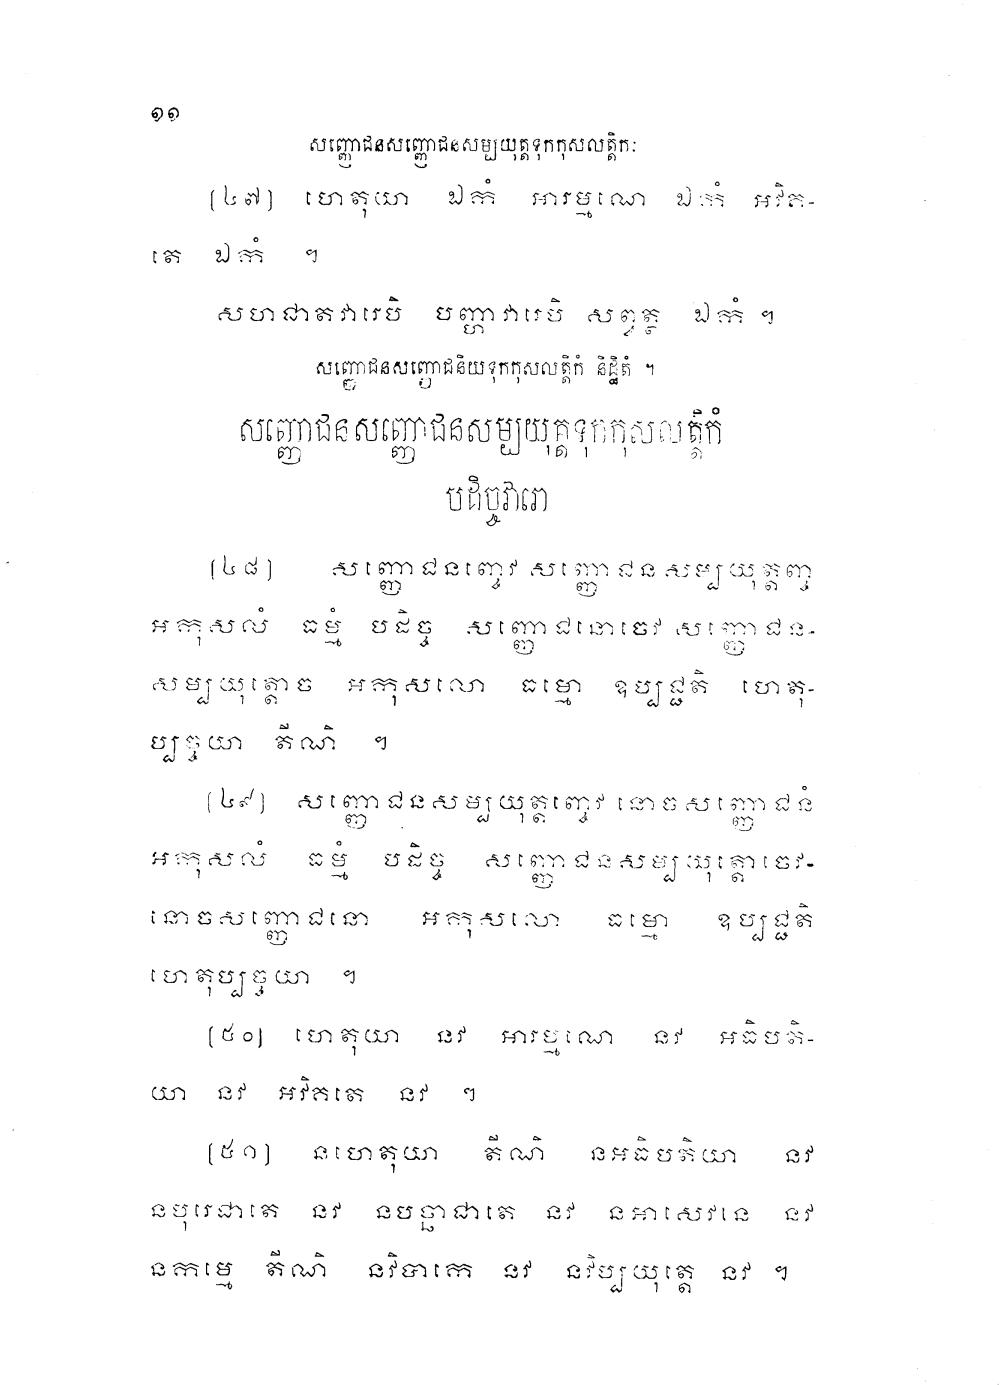 ១១
សញ្ញោជនសញ្ញោជនសម្បយុត្តទុកកុសលត្តិកៈ
(៤៧) ហេតុយា ឯកំ អារម្មណេ ឯកំ អវិគ-
តេ ឯកំ ។
សហជាតវារេបិ បញ្ហាវារេបិ សព្វត្ថ ឯកំ ។
សញ្ញោជនសញ្ញោជនិយទុកកុសលត្តិកំ និដ្ឋិតំ ។
សញ្ញោជនសញ្ញោជនសម្បយុត្តទុកកុសលត្តិកំ
បដិច្ចវារោ
(៤៨) សញ្ញោជនញ្ចេវ សញ្ញោជនសម្បយុត្តញ្ច
អកុសលំ ធម្មំ បដិច្ច សញ្ញោជនោចេវ សញ្ញោជន-
សម្បយុត្តោច អកុសលោ ធម្មោ ឧប្បជ្ជតិ ហេតុ-
ប្បច្ចយា តីណិ ។
(៤៩) សញ្ញោជនសម្បយុត្តញ្ចេវ នោចសញ្ញោជនំ
អកុសលំ ធម្មំ បដិច្ច សញ្ញោជនសម្បយុត្តោចេវ-
នោចសញ្ញោជនោ អកុសលោ ធម្មោ ឧប្បជ្ជតិ
ហេតុប្បច្ចយា ។
(៥០) ហេតុយា នវ អារម្មណេ នវ អធិបតិ-
យា នវ អវិគតេ នវ ។
(៥១) នហេតុយា តីណិ នអធិបតិយា នវ
នបុរេជាតេ នវ នបច្ឆាជាតេ នវ នអាសេវនេ នវ
នកម្មេ តីណិ នវិបាកេ នវ នវិប្បយុត្តេ នវ ។